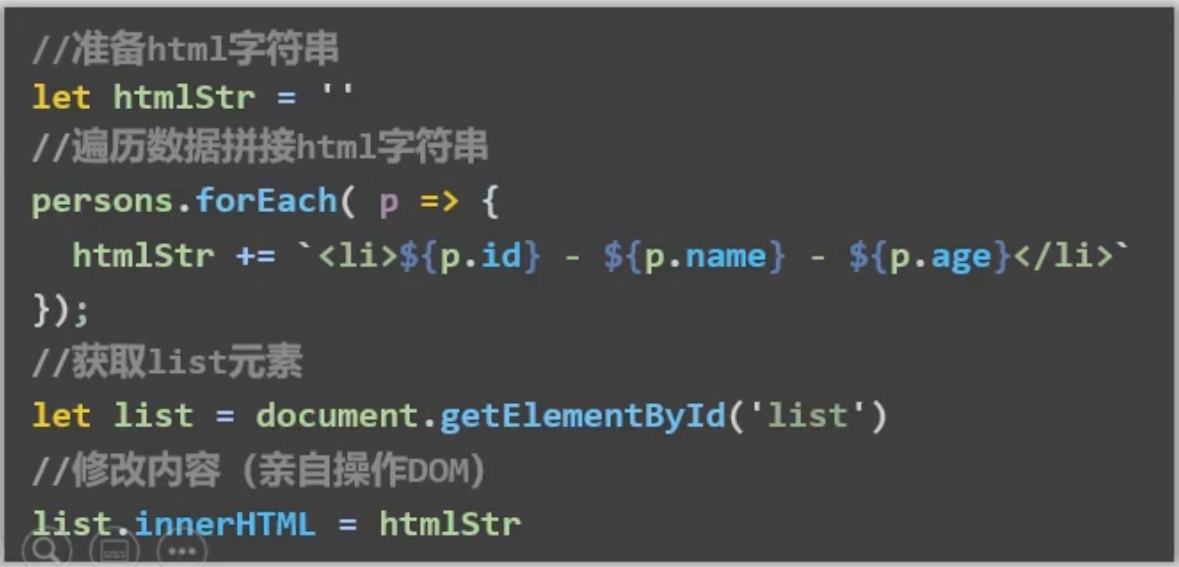 //准备html字符串
let htmlStr = ''
//遍历数据拼接html字符串
persons.forEach( p => {
  htmlStr += `<li>${p.id} - ${p.name} - ${p.age}</li>`
});
//获取list元素
let list = document.getElementById('list')
//修改内容（亲自操作DOM）
list.innerHTML = htmlStr